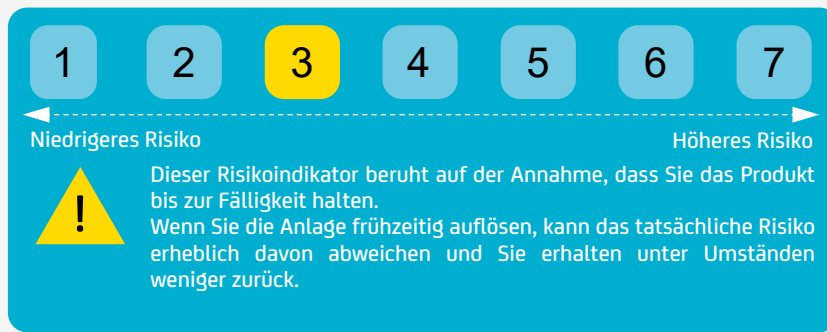 1 2 3 4 5 6 7
Niedrigeres Risiko Höheres Risiko
! Dieser Risikoindikator beruht auf der Annahme, dass Sie das Produkt
bis zur Fälligkeit halten.
Wenn Sie die Anlage frühzeitig auflösen, kann das tatsächliche Risiko
erheblich davon abweichen und Sie erhalten unter Umständen
weniger zurück.